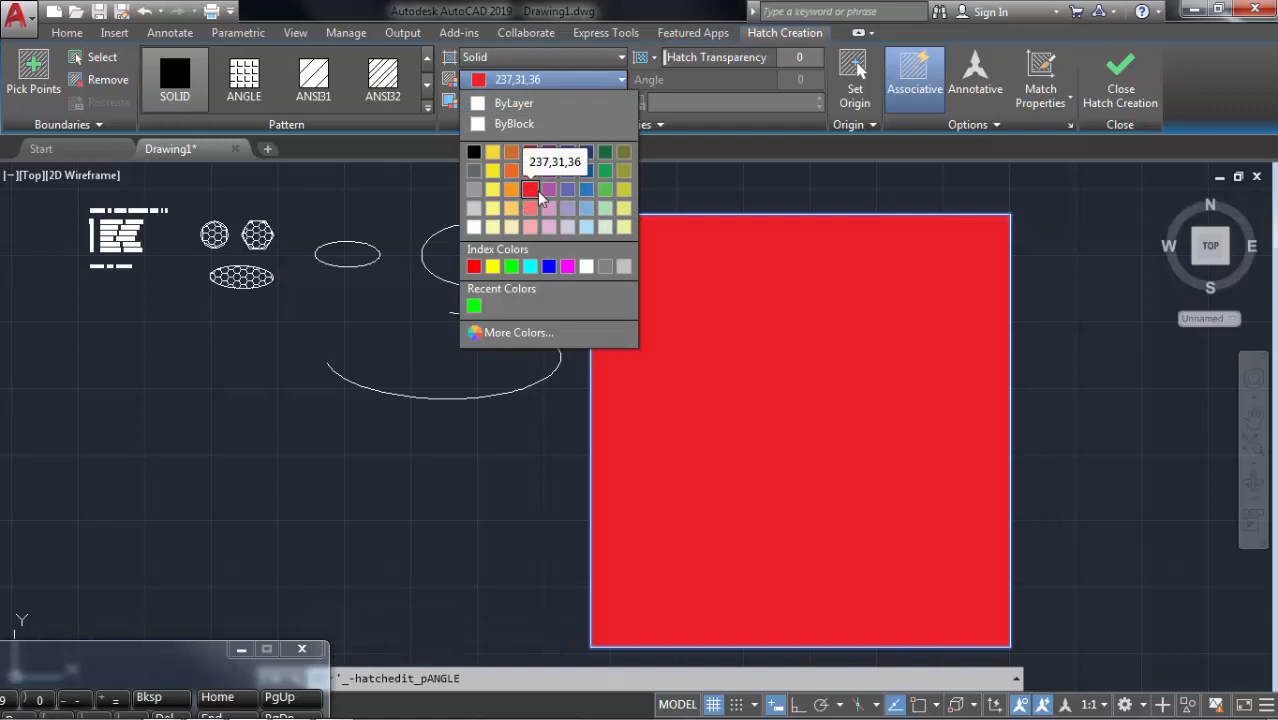 Autodesk AutoCAD 2019 Drawing1.dwg
Type a keyword or phrase
Sign In
Home Insert Annotate Parametric View Manage Output Add-ins Collaborate Express Tools Featured Apps Hatch Creation
Pick Points
Select
Remove
Recreate
Boundaries
SOLID
ANGLE
ANSI31
ANSI32
Pattern
Solid
237,31,36
Hatch Transparency 0
Angle 0
Set
Origin
Origin
Associative
Annotative
Match
Properties
Options
Close
Hatch Creation
Close
ByLayer
ByBlock
237,31,36
Index Colors
Recent Colors
More Colors...
Start
Drawing1*
[−][Top][2D Wireframe]
N
W TOP E
S
Unnamed
Y
'_-hatchedit_pANGLE
9 ) 0 _ - + = Bksp Home PgUp
MODEL
1:1